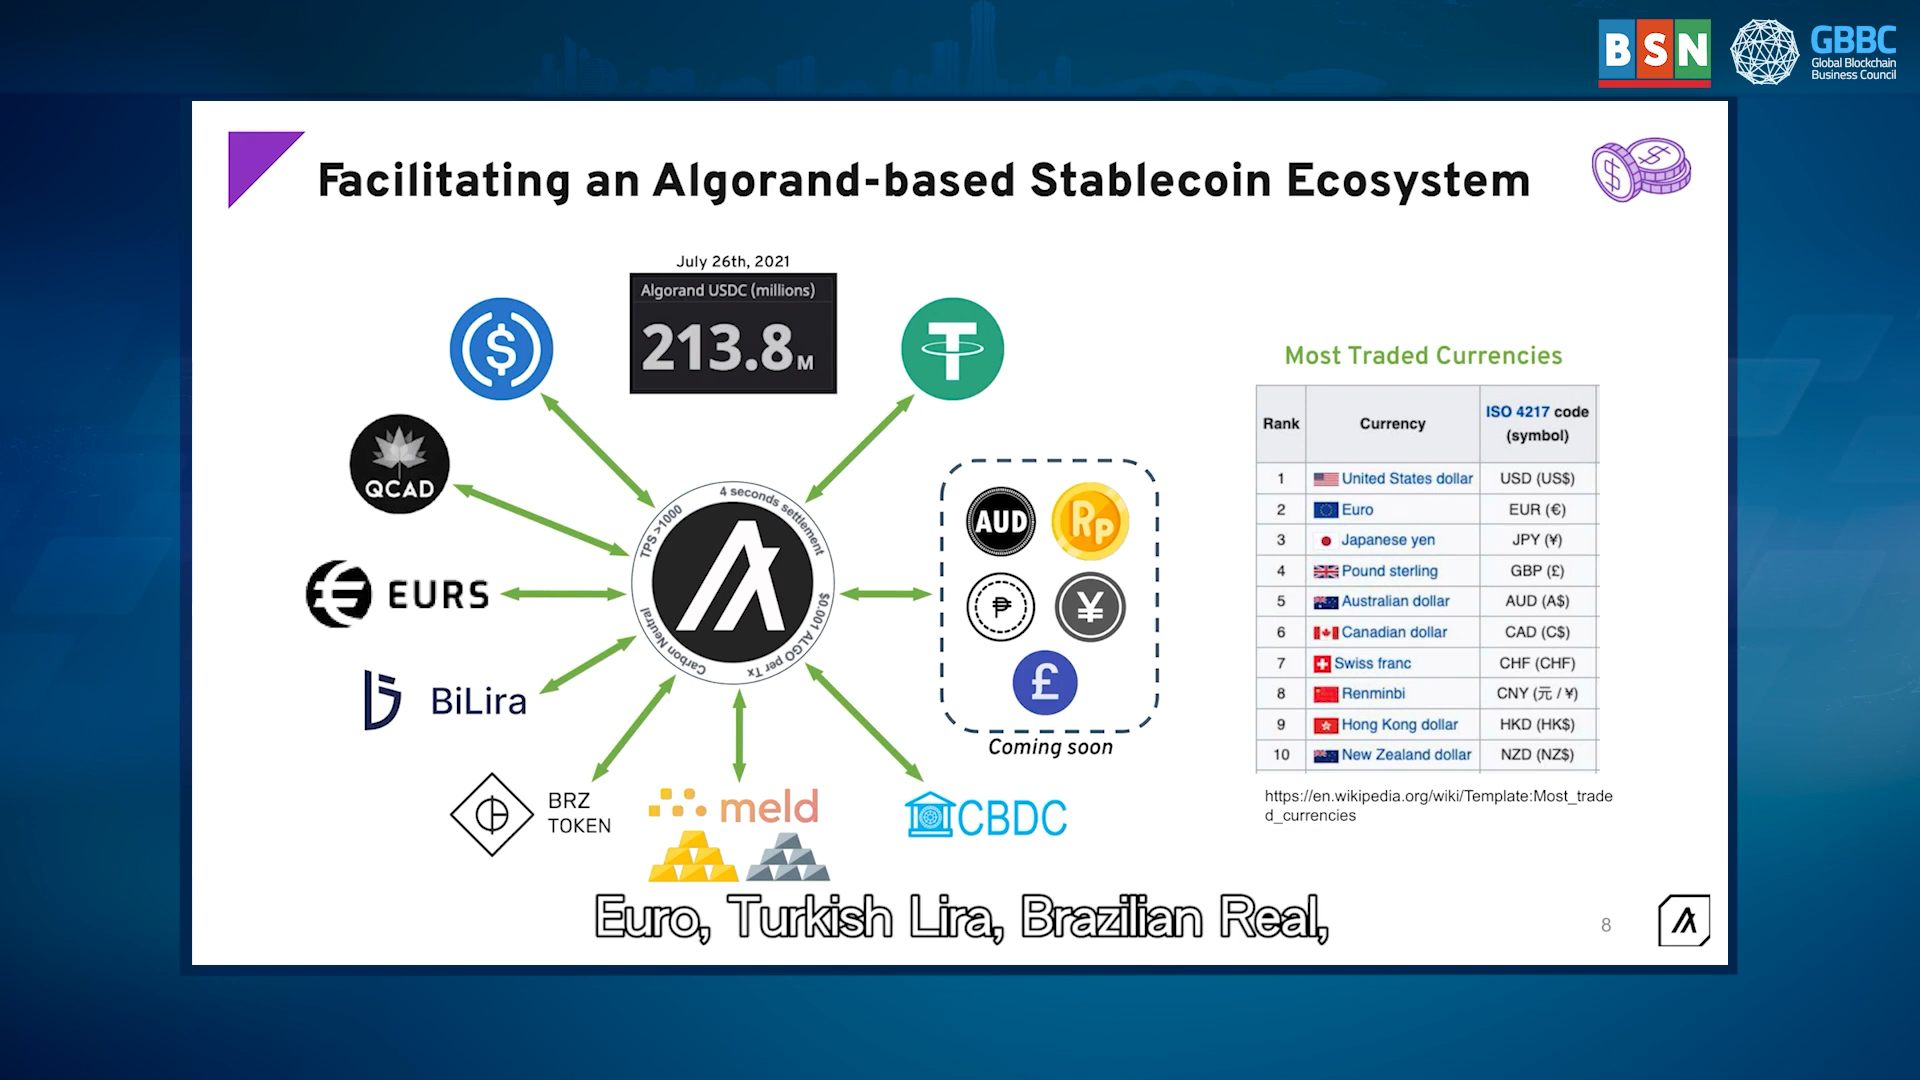 BSN
GBBC
Global Blockchain
Business Council
Facilitating an Algorand-based Stablecoin Ecosystem
July 26th, 2021
Algorand USDC (millions)
213.8 M
QCAD
EURS
BiLira
BRZ
TOKEN
meld
CBDC
TPS >1000
4 seconds settlement
$0.001 ALGO per Tx
Carbon Neutral
AUD
Rp
₱
¥
£
Coming soon
Most Traded Currencies
Rank Currency ISO 4217 code (symbol)
1 United States dollar USD (US$)
2 Euro EUR (€)
3 Japanese yen JPY (¥)
4 Pound sterling GBP (£)
5 Australian dollar AUD (A$)
6 Canadian dollar CAD (C$)
7 Swiss franc CHF (CHF)
8 Renminbi CNY (元 / ¥)
9 Hong Kong dollar HKD (HK$)
10 New Zealand dollar NZD (NZ$)
https://en.wikipedia.org/wiki/Template:Most_trade
d_currencies
Euro, Turkish Lira, Brazilian Real,
8